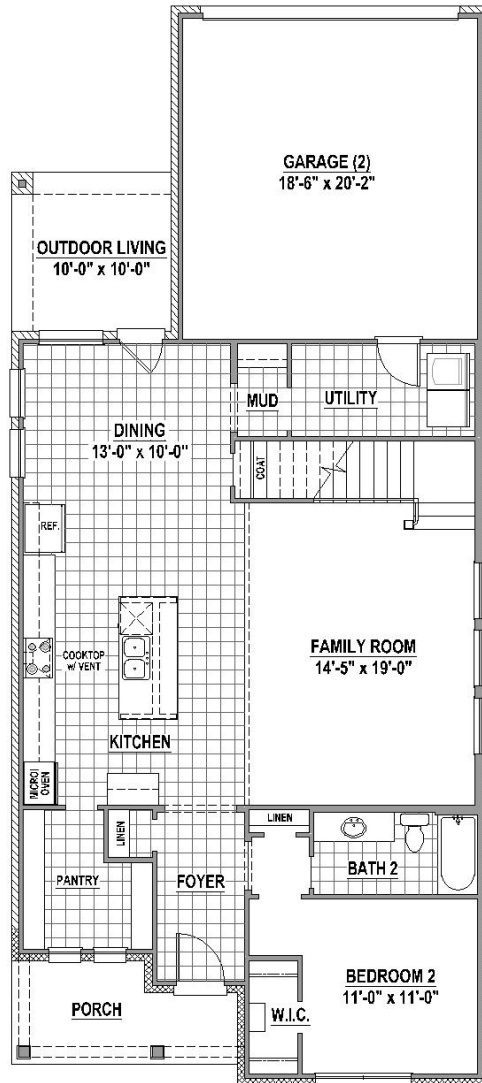 GARAGE (2)
18'-6" x 20'-2"
OUTDOOR LIVING
10'-0" x 10'-0"
MUD
UTILITY
DINING
13'-0" x 10'-0"
COAT
REF.
FAMILY ROOM
14'-5" x 19'-0"
COOKTOP
w/ VENT
KITCHEN
MICRO/
OVEN
LINEN
LINEN
PANTRY
FOYER
BATH 2
BEDROOM 2
11'-0" x 11'-0"
PORCH
W.I.C.